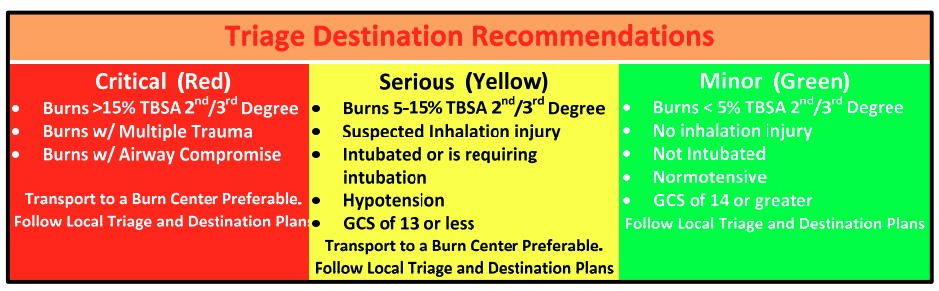 Triage Destination Recommendations
Critical (Red)
• Burns >15% TBSA 2nd/3rd Degree
• Burns w/ Multiple Trauma
• Burns w/ Airway Compromise
Transport to a Burn Center Preferable.
Follow Local Triage and Destination Plans
Serious (Yellow)
• Burns 5-15% TBSA 2nd/3rd Degree
• Suspected Inhalation injury
• Intubated or is requiring
intubation
• Hypotension
• GCS of 13 or less
Transport to a Burn Center Preferable.
Follow Local Triage and Destination Plans
Minor (Green)
• Burns < 5% TBSA 2nd/3rd Degree
• No inhalation injury
• Not Intubated
• Normotensive
• GCS of 14 or greater
Follow Local Triage and Destination Plans